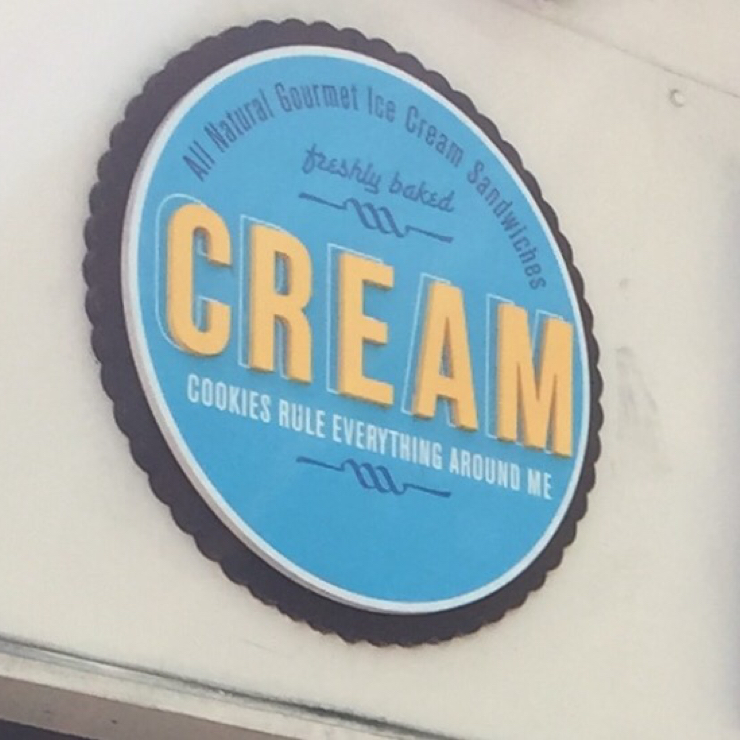 All Natural Gourmet Ice Cream Sandwiches
freshly baked
CREAM
COOKIES RULE EVERYTHING AROUND ME